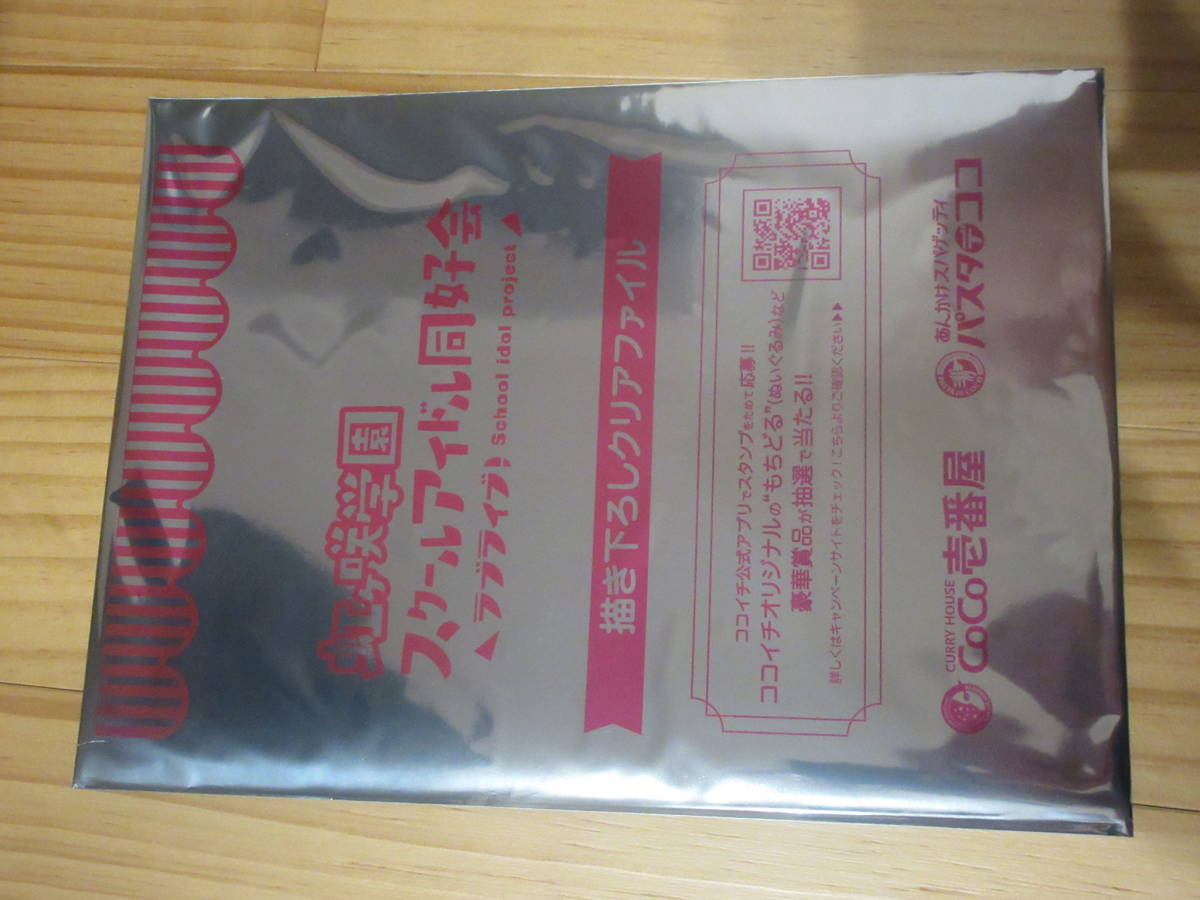 虹ヶ咲学園
スクールアイドル同好会
ラブライブ! School idol project
描き下ろしクリアファイル
ココイチ公式アプリでスタンプをためて応募!!
ココイチオリジナルの“もちどる”(ぬいぐるみ)など
豪華賞品が抽選で当たる!!
詳しくはキャンペーンサイトをチェック!こちらよりご確認ください▶▶
CURRY HOUSE
CoCo壱番屋
あんかけスパゲッティ
パスタ・デ・ココ